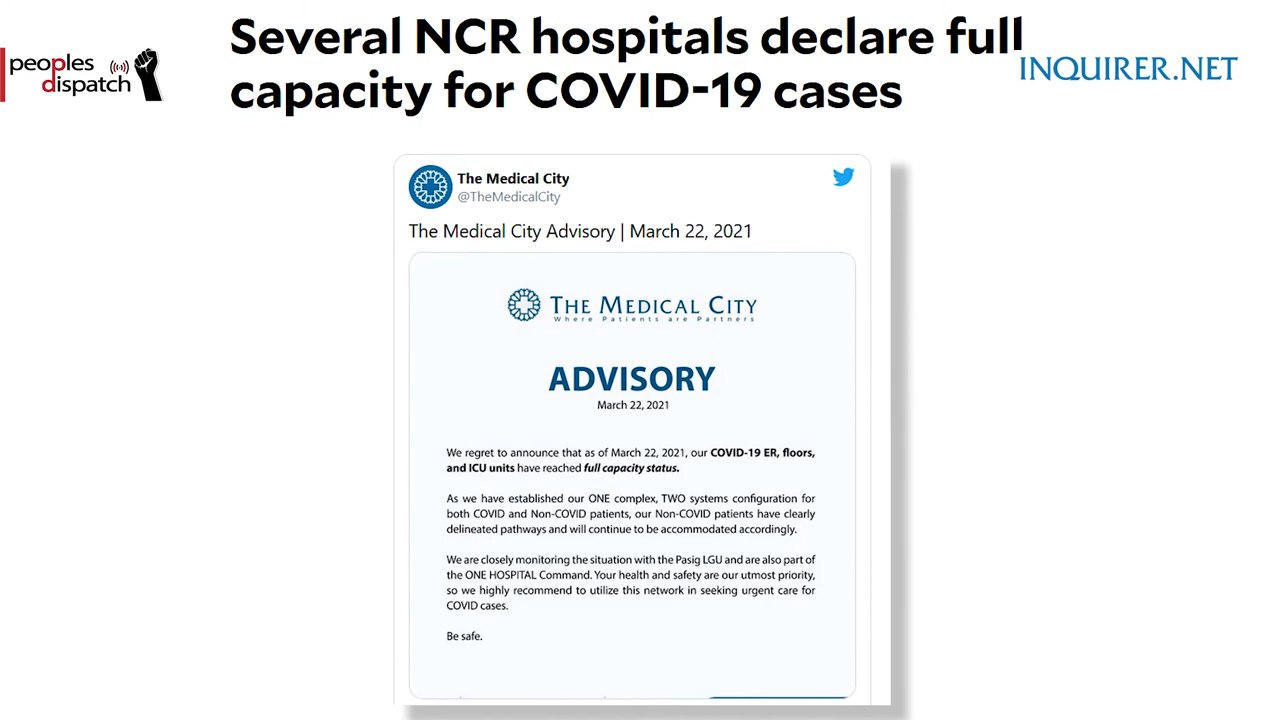 Several NCR hospitals declare full
capacity for COVID-19 cases
peoples
dispatch
INQUIRER.NET
The Medical City
@TheMedicalCity
The Medical City Advisory | March 22, 2021
THE MEDICAL CITY
Where Patients are Partners
ADVISORY
March 22, 2021
We regret to announce that as of March 22, 2021, our COVID-19 ER, floors,
and ICU units have reached full capacity status.
As we have established our ONE complex, TWO systems configuration for
both COVID and Non-COVID patients, our Non-COVID patients have clearly
delineated pathways and will continue to be accommodated accordingly.
We are closely monitoring the situation with the Pasig LGU and are also part of
the ONE HOSPITAL Command. Your health and safety are our utmost priority,
so we highly recommend to utilize this network in seeking urgent care for
COVID cases.
Be safe.